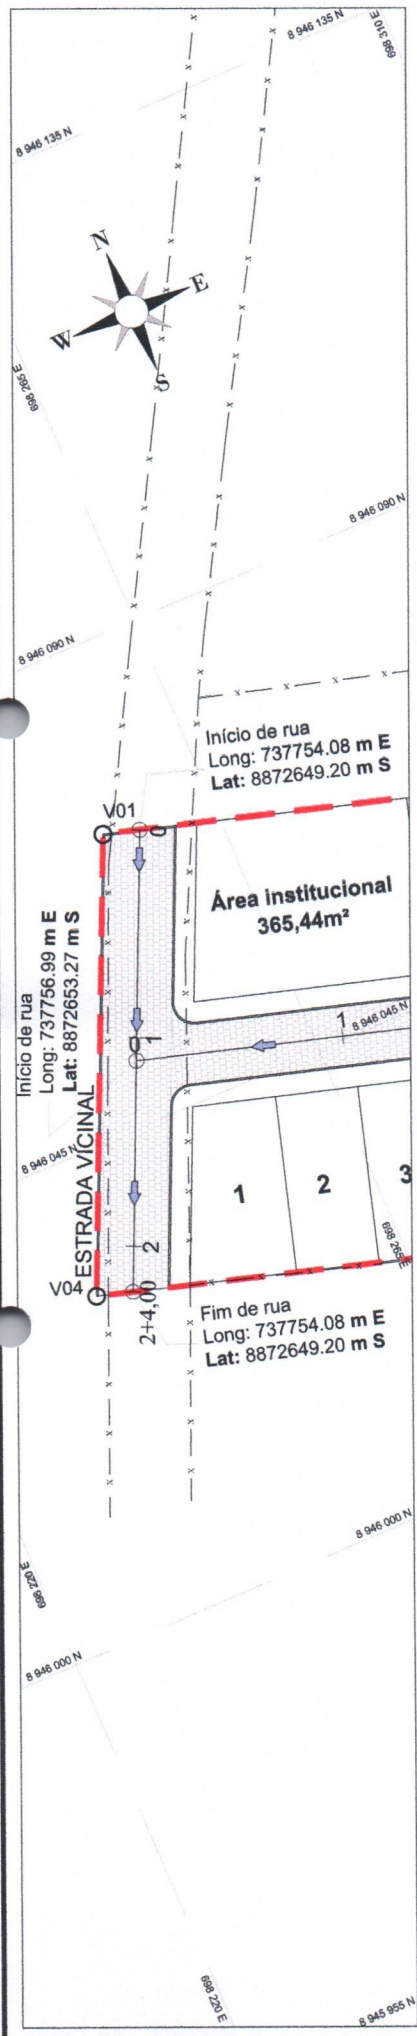 8 946 135 N
698 310 E
8 946 135 N
N
E
W
S
698 265 E
8 946 090 N
8 946 090 N
Início de rua
Long: 737754.08 m E
Lat: 8872649.20 m S
V01
0
Área institucional
365,44m²
Início de rua
Long: 737756.99 m E
Lat: 8872653.27 m S
1
8 946 045 N
0
1
ESTRADA VICINAL
8 946 045 N
1
2
3
698 265 E
2
V04
2+4,00
Fim de rua
Long: 737754.08 m E
Lat: 8872649.20 m S
8 946 000 N
698 220 E
8 946 000 N
698 220 E
8 945 955 N